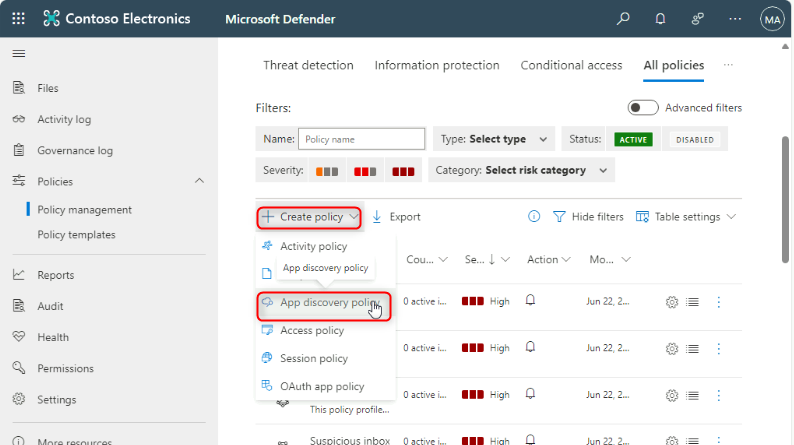 Contoso Electronics
Microsoft Defender
MA
Files
Activity log
Governance log
Policies
Policy management
Policy templates
Reports
Audit
Health
Permissions
Settings
More resources
Threat detection Information protection Conditional access All policies ...
Filters:
Advanced filters
Name: Policy name Type: Select type Status: ACTIVE DISABLED
Severity: Category: Select risk category
Create policy Export Hide filters Table settings
Cou... Se... Action Mo...
Activity policy
App discovery policy
App discovery policy
0 active i... High Jun 22, 2...
Access policy
Session policy
0 active i... High Jun 22, 2...
OAuth app policy
0 active i... High Jun 22, 2...
This policy profile...
Suspicious inbox 0 active i... High Jun 22, 2...